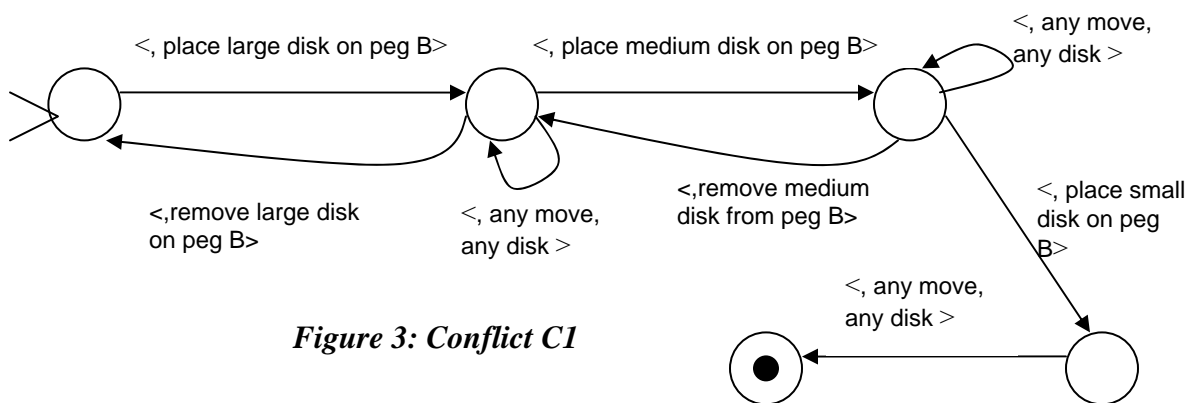 <, place large disk on peg B>
<, place medium disk on peg B>
<, any move,
any disk >
<,remove large disk
on peg B>
<, any move,
any disk >
<,remove medium
disk from peg B>
<, place small
disk on peg
B>
<, any move,
any disk >
Figure 3: Conflict C1